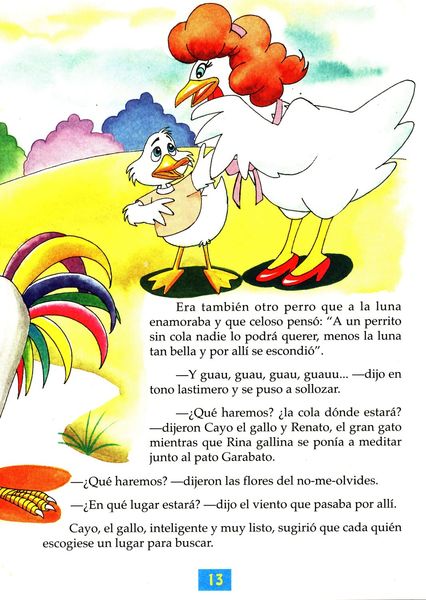 Era también otro perro que a la luna
enamoraba y que celoso pensó: “A un perrito
sin cola nadie lo podrá querer, menos la luna
tan bella y por allí se escondió”.
—Y guau, guau, guau, guauu... —dijo en
tono lastimero y se puso a sollozar.
—¿Qué haremos? ¿la cola dónde estará?
—dijeron Cayo el gallo y Renato, el gran gato
mientras que Rina gallina se ponía a meditar
junto al pato Garabato.
—¿Qué haremos? —dijeron las flores del no-me-olvides.
—¿En qué lugar estará? —dijo el viento que pasaba por allí.
Cayo, el gallo, inteligente y muy listo, sugirió que cada quién
escogiese un lugar para buscar.
13